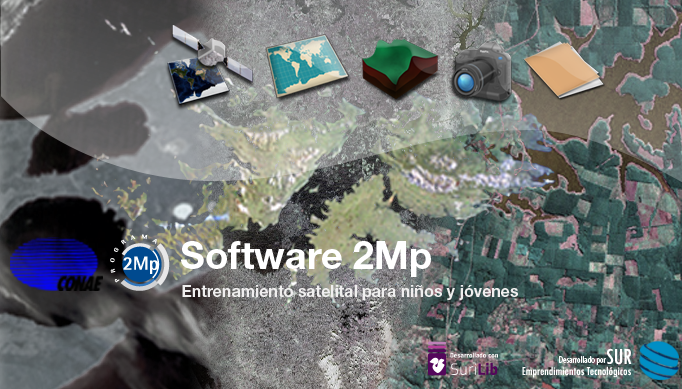 CONAE
PROGRAMA
2Mp
Software 2Mp
Entrenamiento satelital para niños y jóvenes
Desarrollado con
SuriLib
Desarrollado por SUR
Emprendimientos Tecnológicos